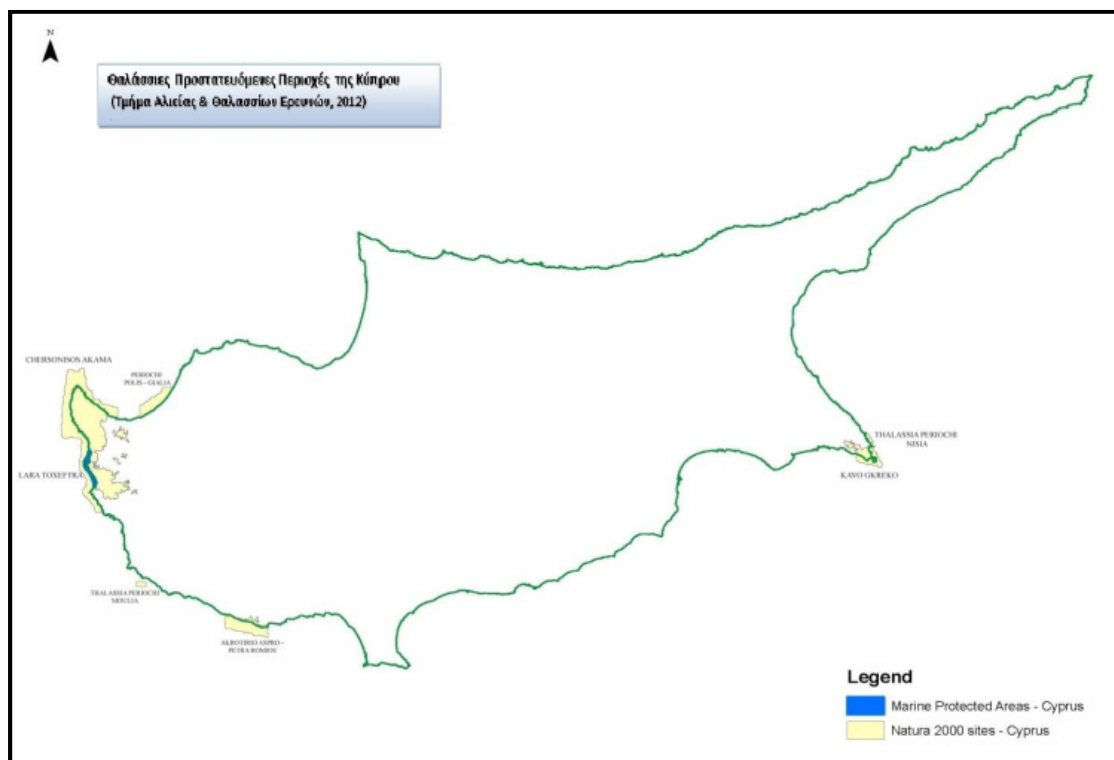 N
Θαλάσσιες Προστατευόμενες Περιοχές της Κύπρου
(Τμήμα Αλιείας & Θαλασσίων Ερευνών, 2012)
CHERSONISOS AKAMA
PERIOCHI
POLIS - GIALIA
LARA TOXEFTRA
THALASSIA PERIOCHI
NISIA
KAVO GKREKO
THALASSIA PERIOCHI
MOULIA
AKROTIRIO ASPRO -
PETRA ROMIOU
Legend
Marine Protected Areas - Cyprus
Natura 2000 sites - Cyprus